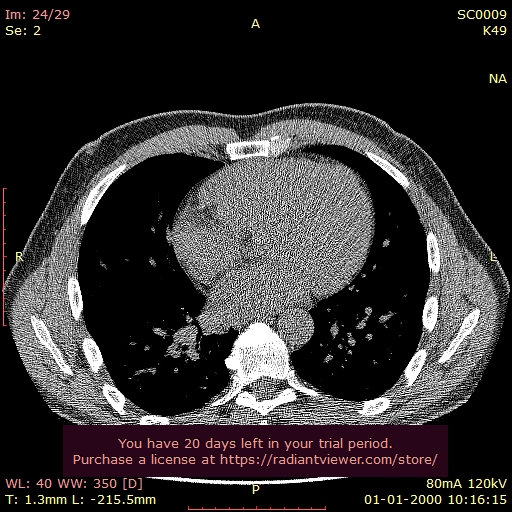 Im: 24/29
Se: 2
A
SC0009
K49
NA
R
L
You have 20 days left in your trial period.
Purchase a license at https://radiantviewer.com/store/
WL: 40 WW: 350 [D]
T: 1.3mm L: -215.5mm
P
80mA 120kV
01-01-2000 10:16:15